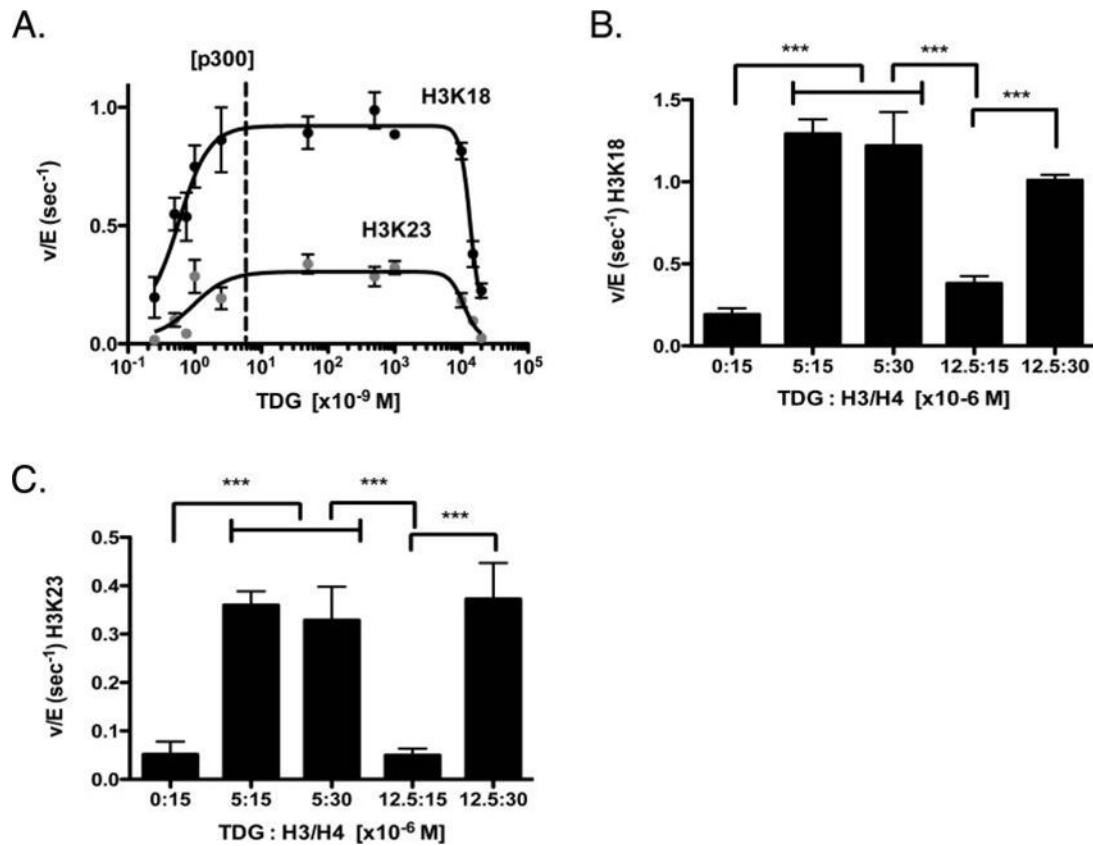 A.
[p300]
H3K18
H3K23
v/E (sec⁻¹)
1.0
0.5
0.0
10⁻¹ 10⁰ 10¹ 10² 10³ 10⁴ 10⁵
TDG [x10⁻⁹ M]
B.
*** ***
***
v/E (sec⁻¹) H3K18
1.5
1.0
0.5
0.0
0:15 5:15 5:30 12.5:15 12.5:30
TDG : H3/H4 [x10-6 M]
C.
*** ***
***
v/E (sec⁻¹) H3K23
0.5
0.4
0.3
0.2
0.1
0.0
0:15 5:15 5:30 12.5:15 12.5:30
TDG : H3/H4 [x10⁻⁶ M]